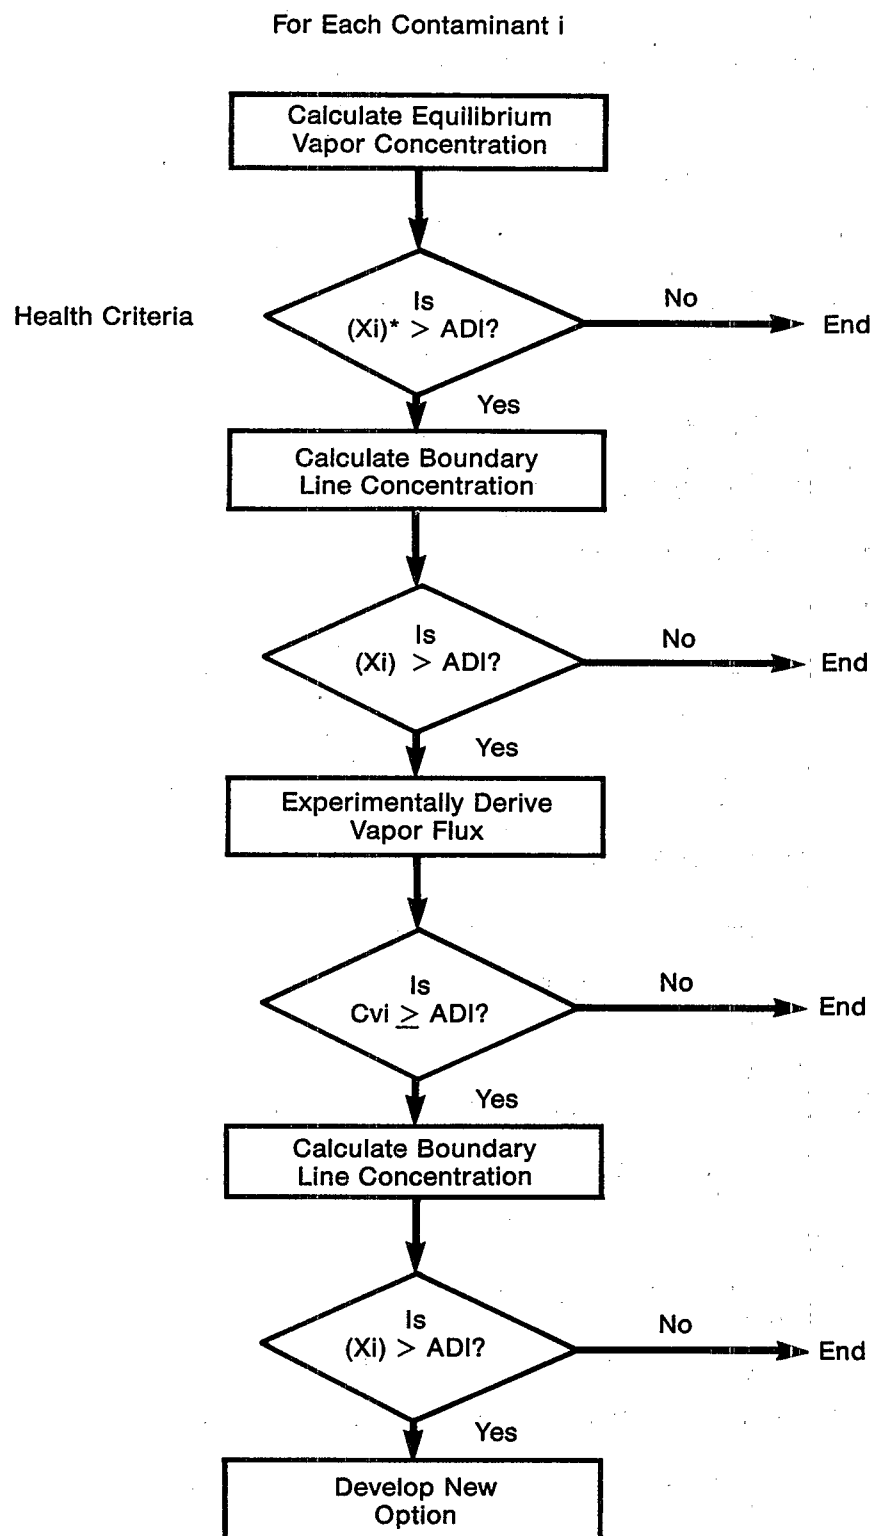 For Each Contaminant i
Calculate Equilibrium
Vapor Concentration
Health Criteria
Is
(Xi)* > ADI?
No
End
Yes
Calculate Boundary
Line Concentration
Is
(Xi) > ADI?
No
End
Yes
Experimentally Derive
Vapor Flux
Is
Cvi ≥ ADI?
No
End
Yes
Calculate Boundary
Line Concentration
Is
(Xi) > ADI?
No
End
Yes
Develop New
Option